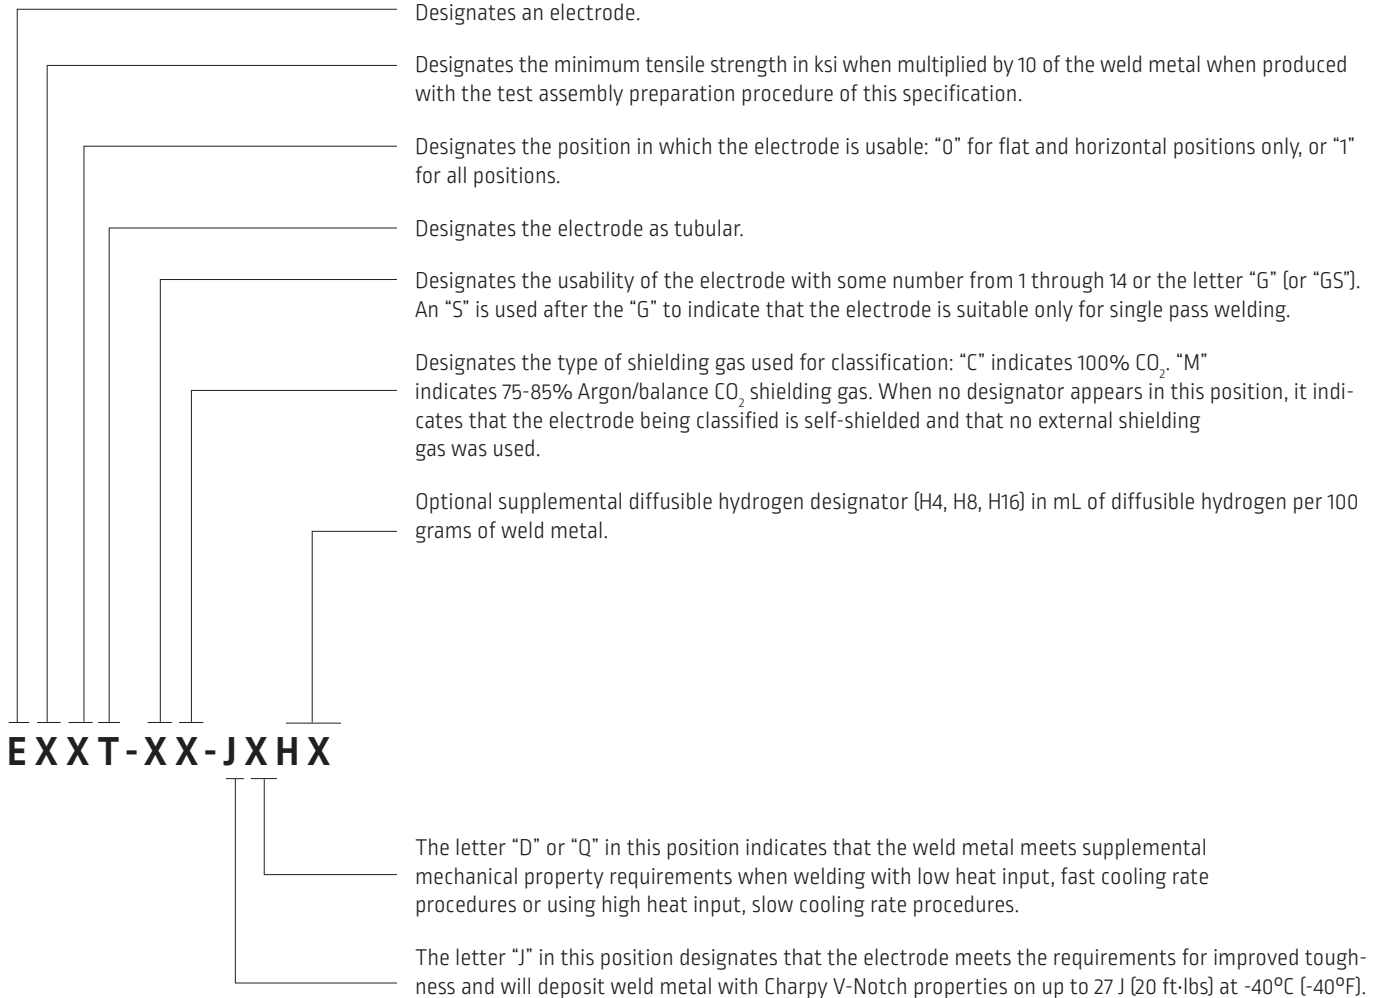 Designates an electrode.
Designates the minimum tensile strength in ksi when multiplied by 10 of the weld metal when produced
with the test assembly preparation procedure of this specification.
Designates the position in which the electrode is usable: “0” for flat and horizontal positions only, or “1”
for all positions.
Designates the electrode as tubular.
Designates the usability of the electrode with some number from 1 through 14 or the letter “G” (or “GS”).
An “S” is used after the “G” to indicate that the electrode is suitable only for single pass welding.
Designates the type of shielding gas used for classification: “C” indicates 100% CO₂. “M”
indicates 75-85% Argon/balance CO₂ shielding gas. When no designator appears in this position, it indi-
cates that the electrode being classified is self-shielded and that no external shielding
gas was used.
Optional supplemental diffusible hydrogen designator (H4, H8, H16) in mL of diffusible hydrogen per 100
grams of weld metal.
EXXT-XX-JXHX
The letter “D” or “Q” in this position indicates that the weld metal meets supplemental
mechanical property requirements when welding with low heat input, fast cooling rate
procedures or using high heat input, slow cooling rate procedures.
The letter “J” in this position designates that the electrode meets the requirements for improved tough-
ness and will deposit weld metal with Charpy V-Notch properties on up to 27 J (20 ft·lbs) at -40ºC (-40ºF).